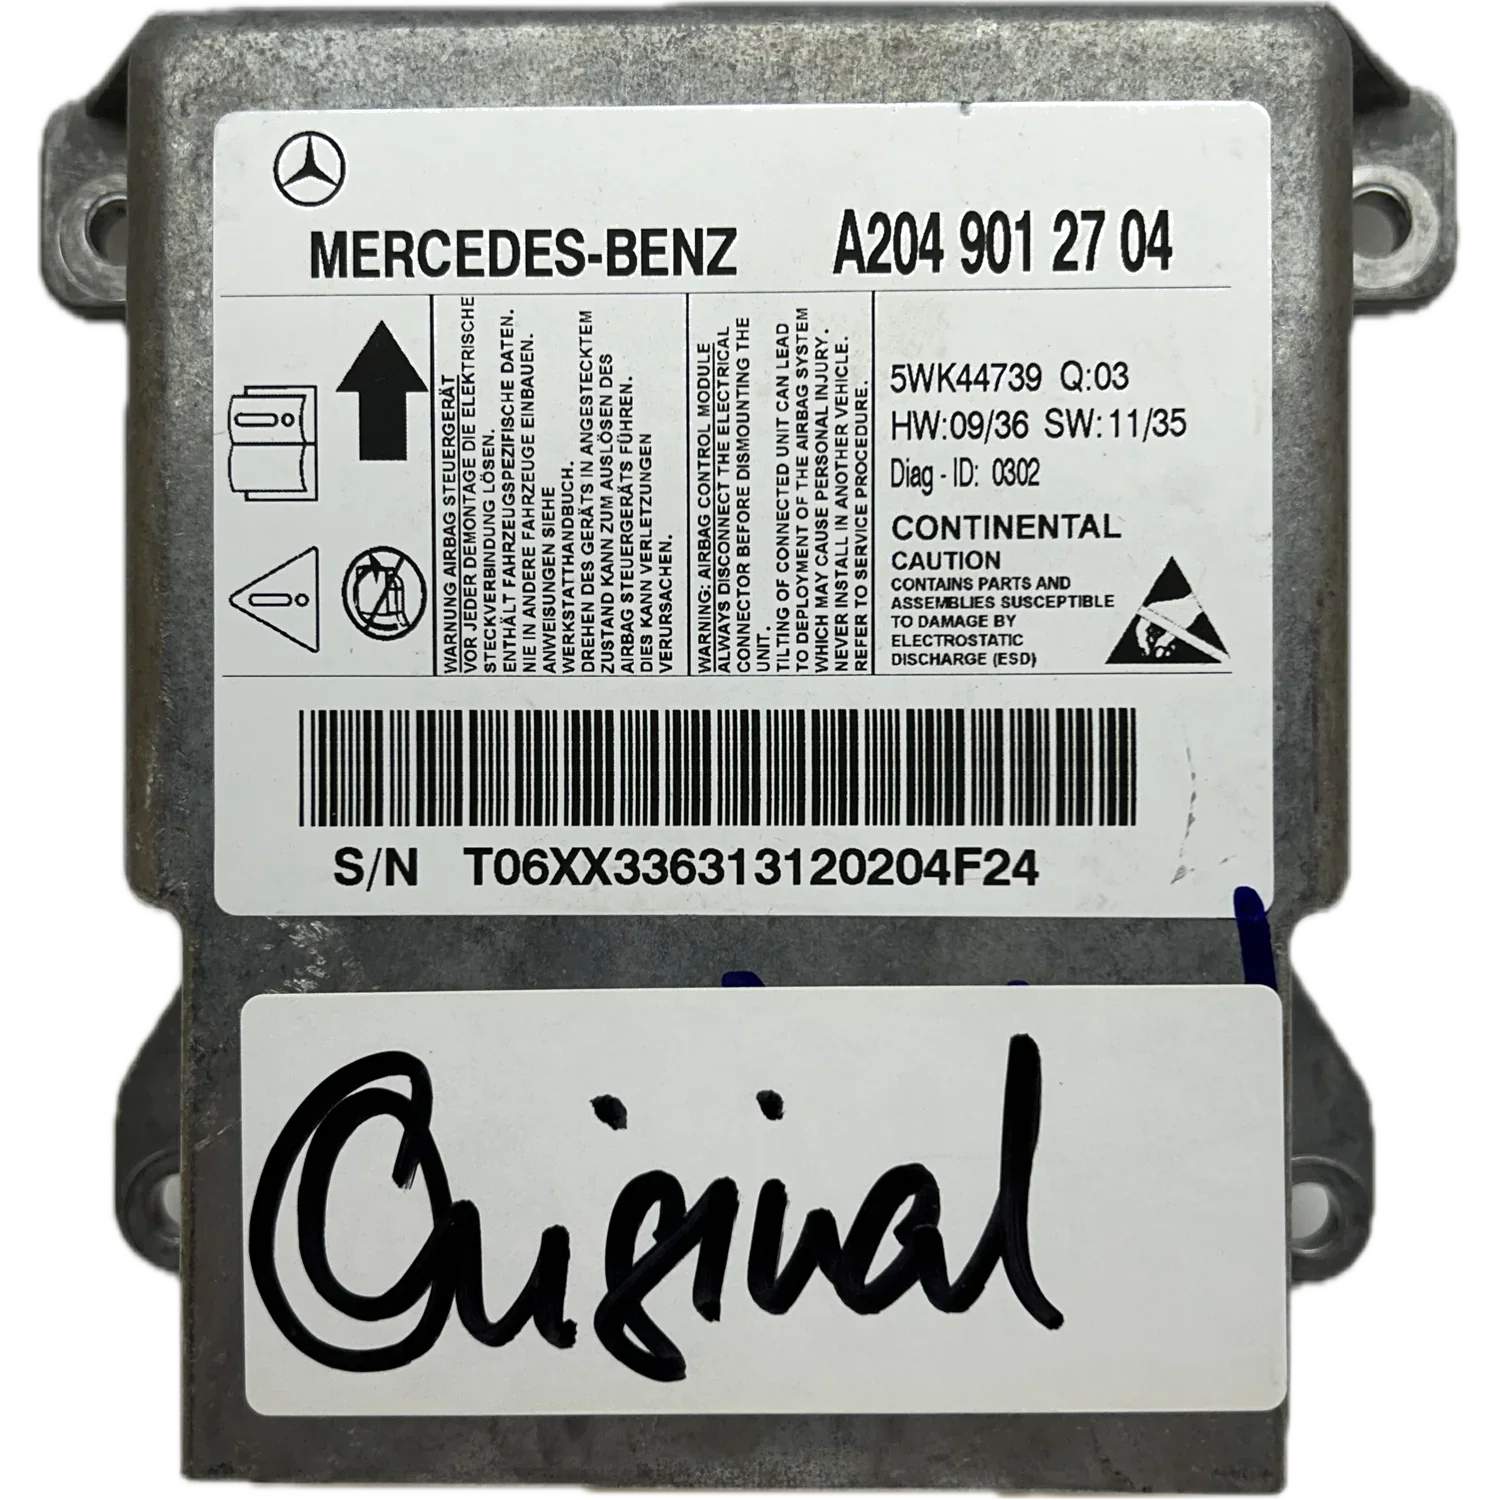 MERCEDES-BENZ
A204 901 27 04
WARNUNG AIRBAG STEUERGERÄT
VOR JEDER DEMONTAGE DIE ELEKTRISCHE
STECKVERBINDUNG LÖSEN.
ENTHÄLT FAHRZEUGSPEZIFISCHE DATEN.
NIE IN ANDERE FAHRZEUGE EINBAUEN.
ANWEISUNGEN SIEHE
WERKSTATTHANDBUCH.
DREHEN DES GERÄTS IN ANGESTECKTEM
ZUSTAND KANN ZUM AUSLÖSEN DES
AIRBAG STEUERGERÄTS FÜHREN.
DIES KANN VERLETZUNGEN
VERURSACHEN.
WARNING: AIRBAG CONTROL MODULE
ALWAYS DISCONNECT THE ELECTRICAL
CONNECTOR BEFORE DISMOUNTING THE
UNIT.
TILTING OF CONNECTED UNIT CAN LEAD
TO DEPLOYMENT OF THE AIRBAG SYSTEM
WHICH MAY CAUSE PERSONAL INJURY.
NEVER INSTALL IN ANOTHER VEHICLE.
REFER TO SERVICE PROCEDURE.
5WK44739 Q:03
HW:09/36 SW:11/35
Diag - ID: 0302
CONTINENTAL
CAUTION
CONTAINS PARTS AND
ASSEMBLIES SUSCEPTIBLE
TO DAMAGE BY
ELECTROSTATIC
DISCHARGE (ESD)
S/N T06XX336313120204F24
Original